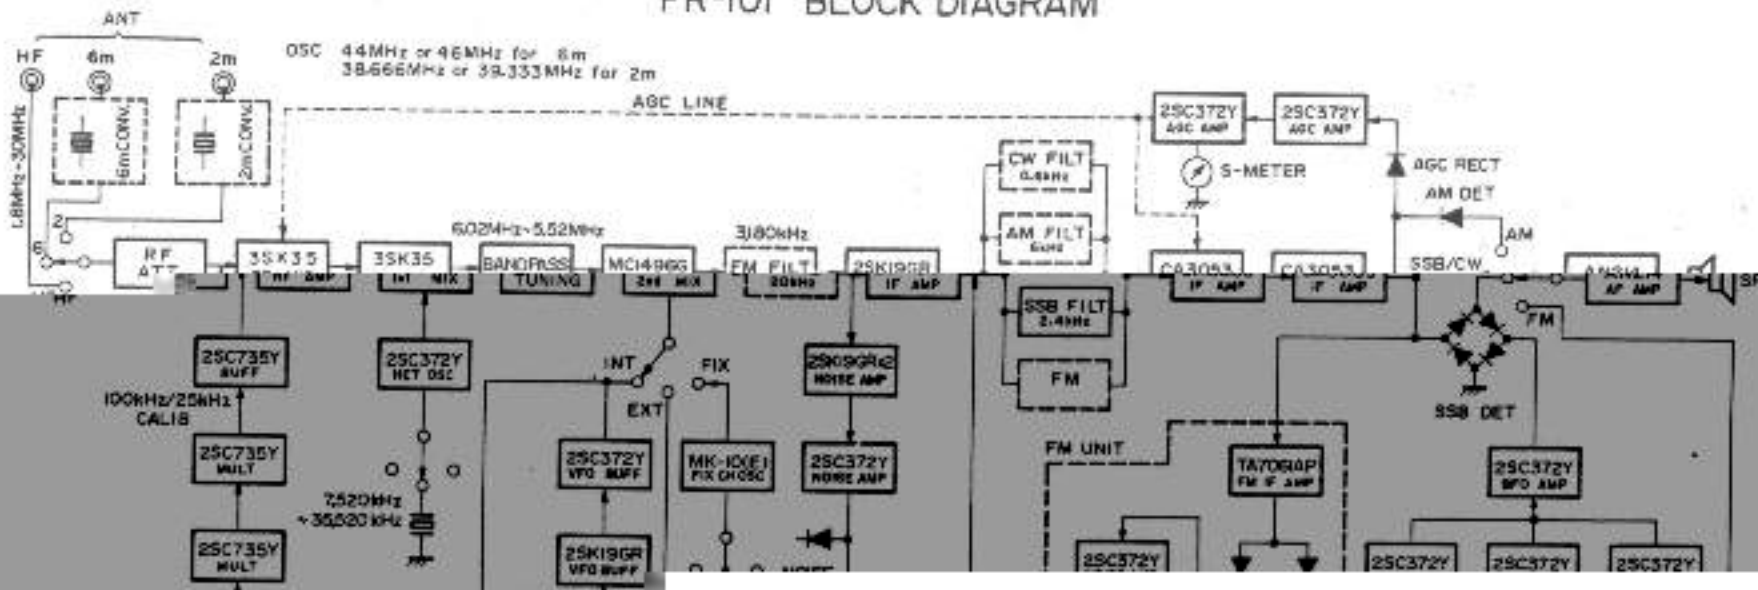 FR-101 BLOCK DIAGRAM
ANT
HF
6m
2m
OSC 44MHz or 46MHz for 6m
38.666MHz or 39.333MHz for 2m
AGC LINE
1.8MHz~30MHz
6mCONV.
2mCONV.
2SC372Y
AGC AMP
2SC372Y
AGC AMP
CW FILT
0.6kHz
S-METER
AGC RECT
AM DET
AM FILT
6kHz
AM
2
6
HF
RF
ATT
3SK35
RF AMP
3SK35
1st MIX
6.02MHz~5.52MHz
BANDPASS
TUNING
MC1496G
2nd MIX
3,180kHz
FM FILT
20kHz
2SK19GR
IF AMP
CA3053
IF AMP
CA3053
IF AMP
SSB/CW
AF AMP
SP
SSB FILT
2.4kHz
FM
FM
2SC735Y
BUFF
100kHz/25kHz
CALIB
2SC735Y
MULT
2SC735Y
MULT
2SC372Y
HET OSC
7,520kHz
~35,520kHz
INT
FIX
EXT
2SC372Y
VFO BUFF
2SK19GR
VFO BUFF
MK-10(E)
FIX CH OSC
2SK19GRx2
NOISE AMP
2SC372Y
NOISE AMP
SSB DET
FM UNIT
TA7061AP
FM IF AMP
2SC372Y
BFO AMP
2SC372Y
2SC372Y
2SC372Y
2SC372Y